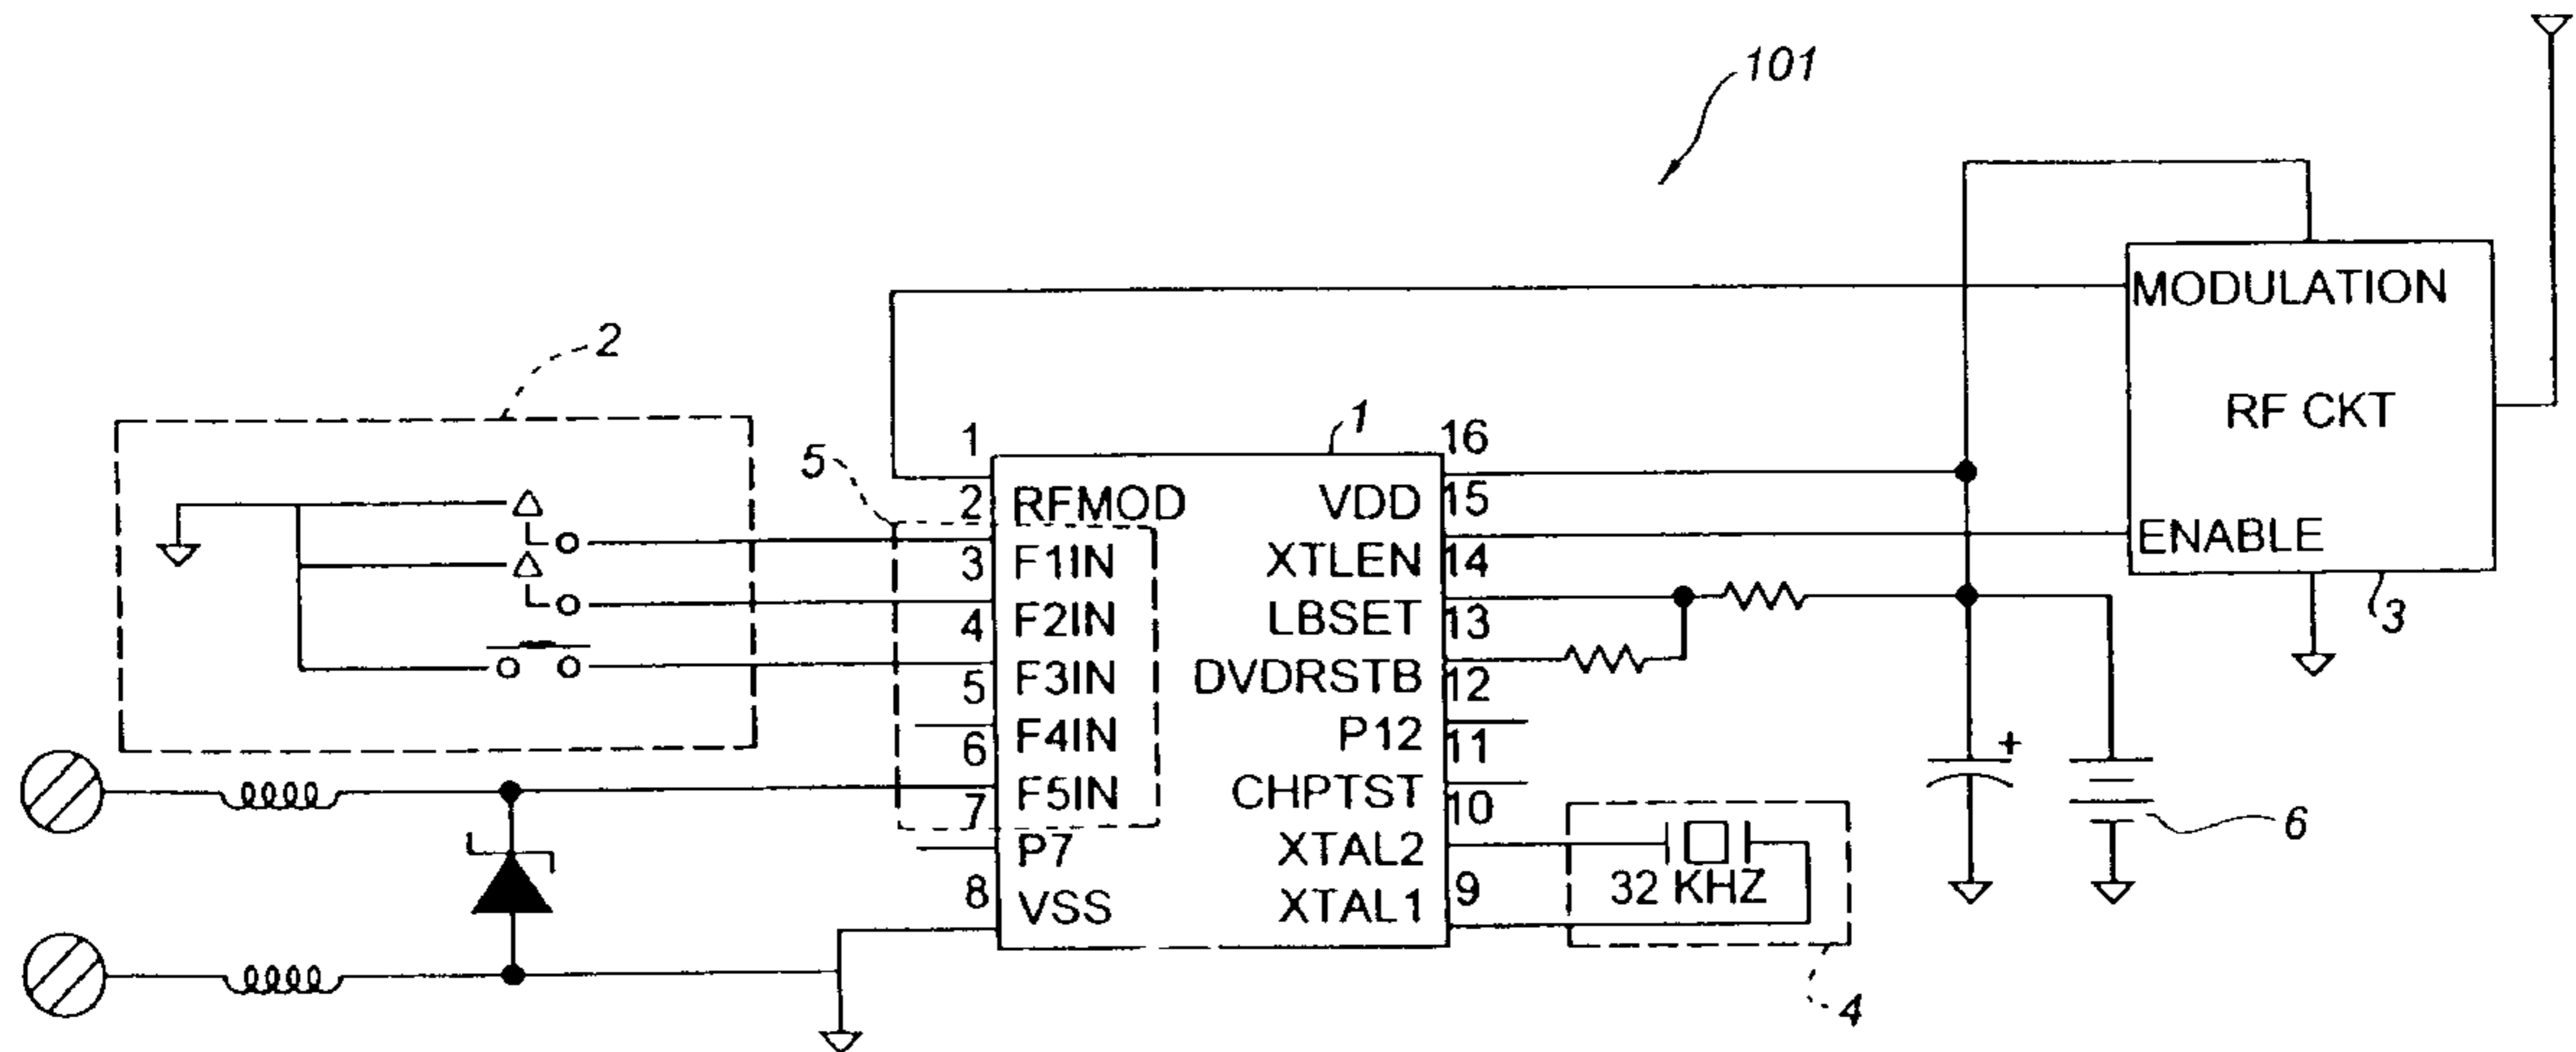 101
MODULATION
RF CKT
ENABLE
3
2
5
1
1
16
2
RFMOD
VDD
15
3
F1IN
XTLEN
14
4
F2IN
LBSET
13
5
F3IN
DVDRSTB
12
6
F4IN
P12
11
7
F5IN
CHPTST
10
P7
XTAL2
8
VSS
XTAL1
9
32 KHZ
4
+
6